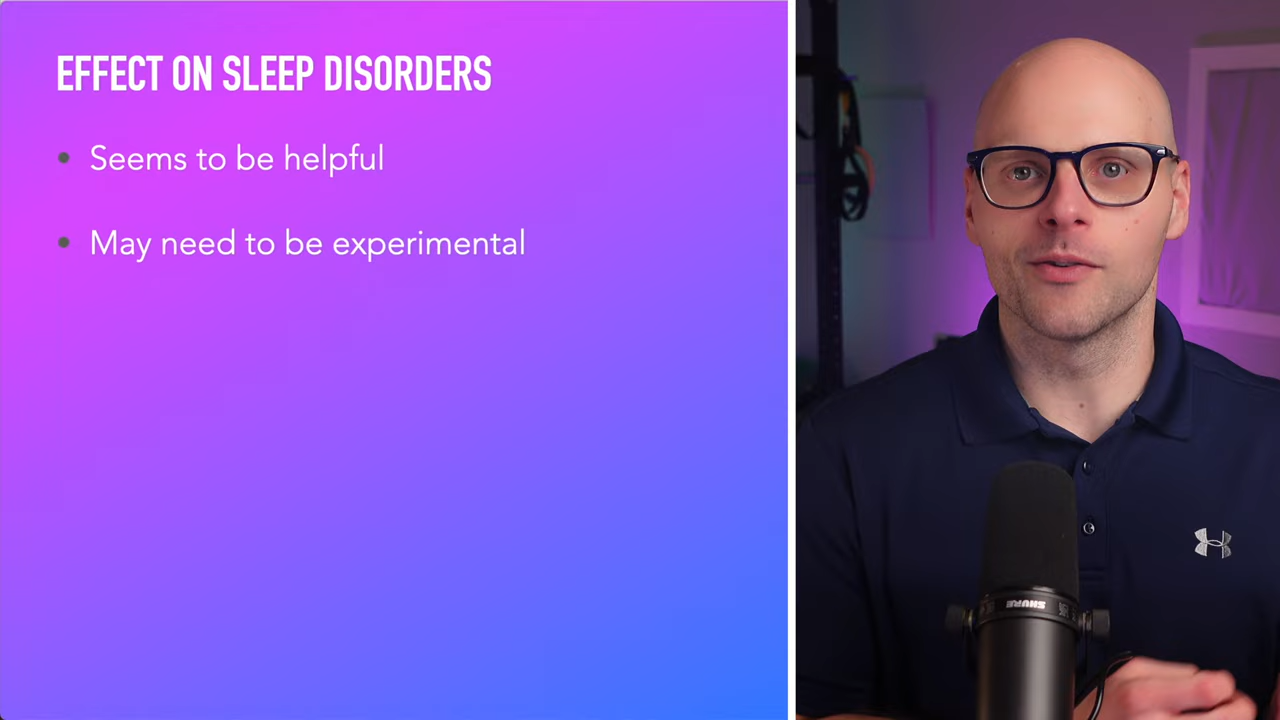 EFFECT ON SLEEP DISORDERS
• Seems to be helpful
• May need to be experimental
SHURE